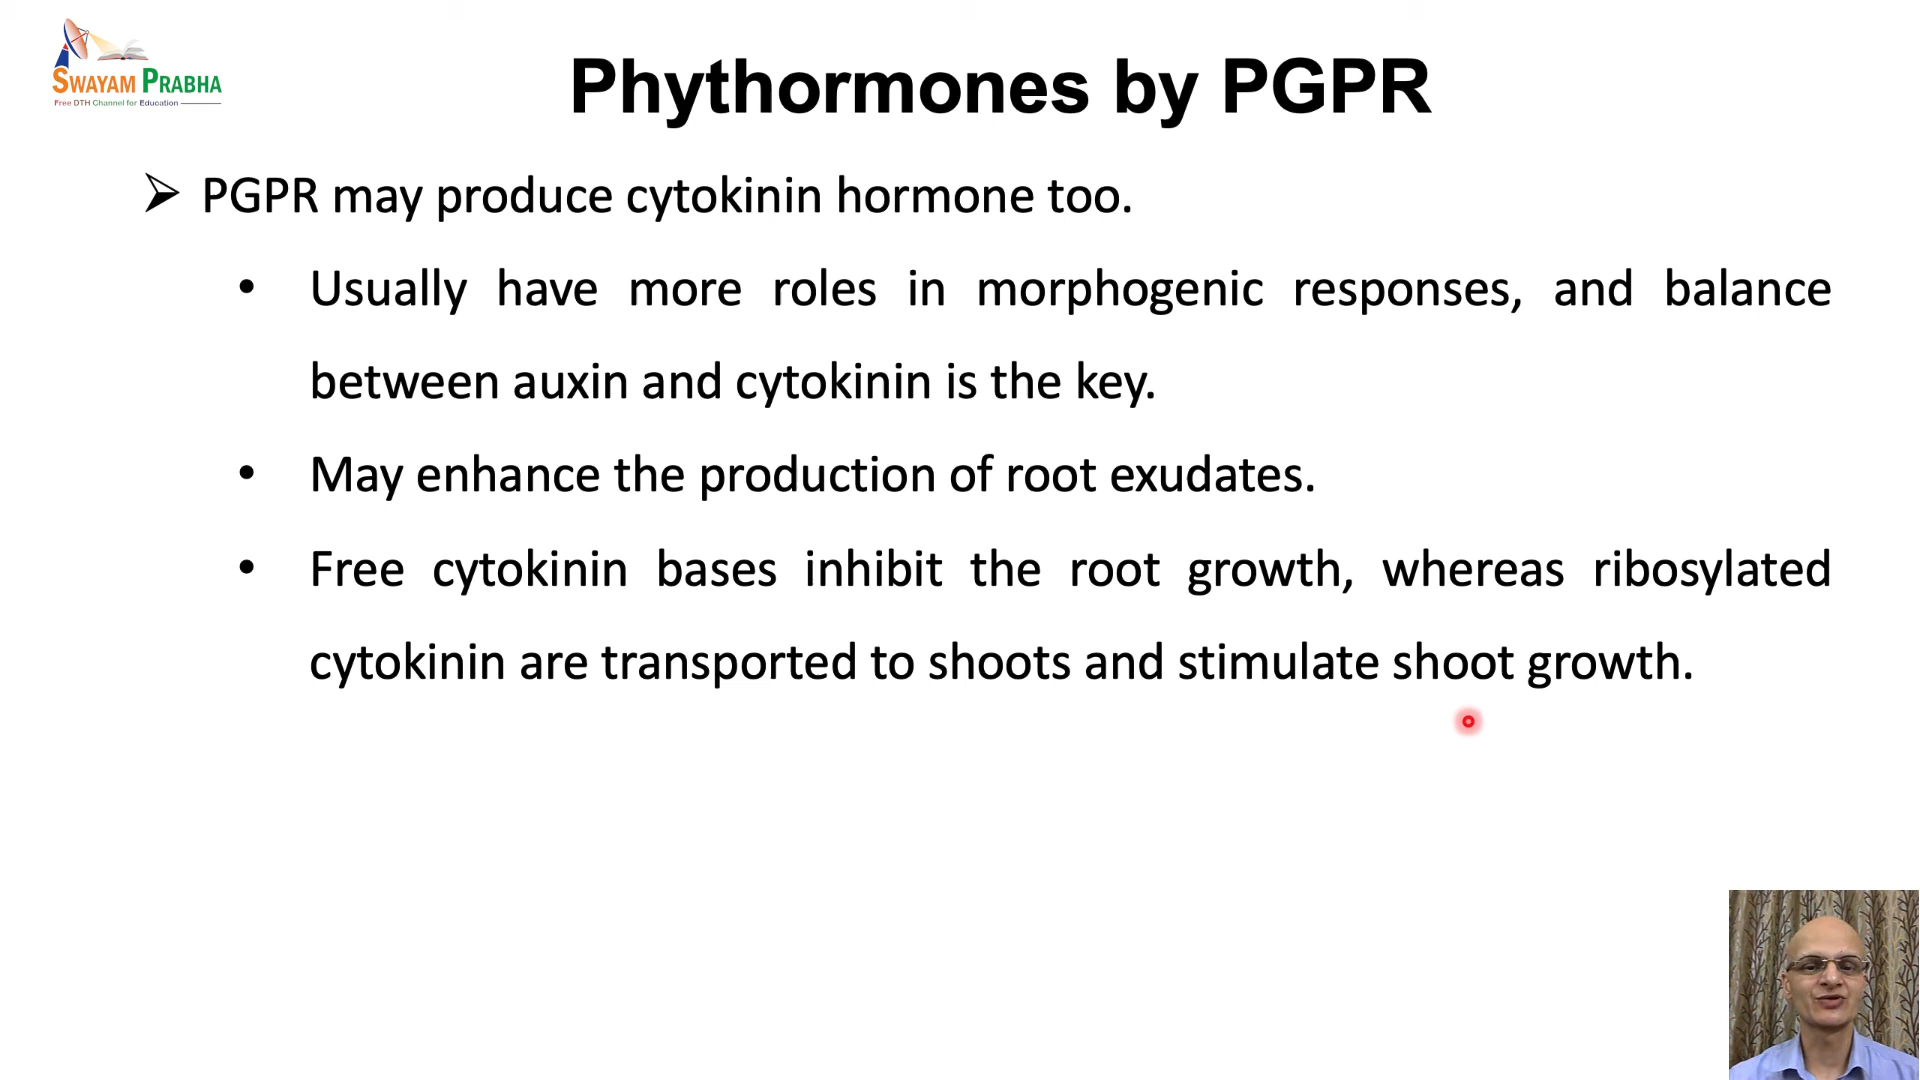 SWAYAM PRABHA
Free DTH Channel for Education
Phythormones by PGPR
➢ PGPR may produce cytokinin hormone too.
• Usually have more roles in morphogenic responses, and balance
between auxin and cytokinin is the key.
• May enhance the production of root exudates.
• Free cytokinin bases inhibit the root growth, whereas ribosylated
cytokinin are transported to shoots and stimulate shoot growth.